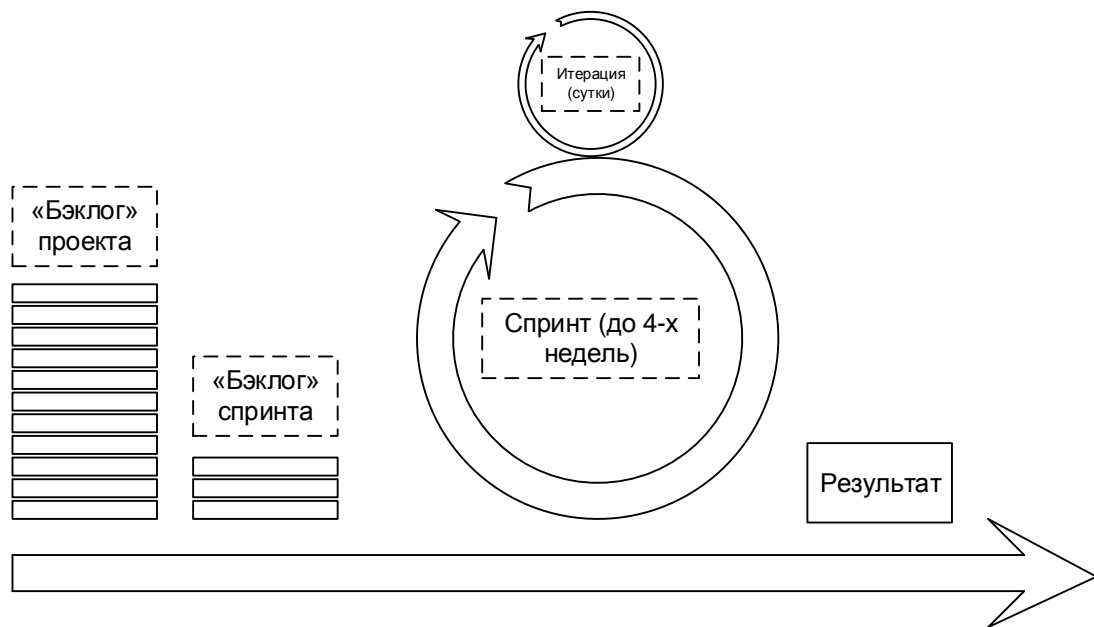 Итерация
(сутки)
«Бэклог»
проекта
Спринт (до 4-х
недель)
«Бэклог»
спринта
Результат